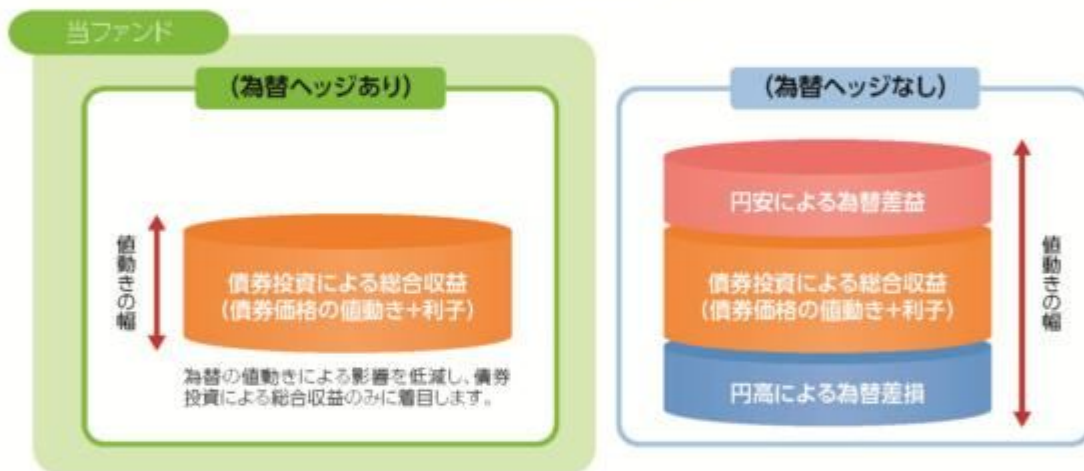 当ファンド
(為替ヘッジあり)
値動きの幅
債券投資による総合収益
(債券価格の値動き+利子)
為替の値動きによる影響を低減し、債券
投資による総合収益のみに着目します。
(為替ヘッジなし)
円安による為替差益
債券投資による総合収益
(債券価格の値動き+利子)
円高による為替差損
値動きの幅